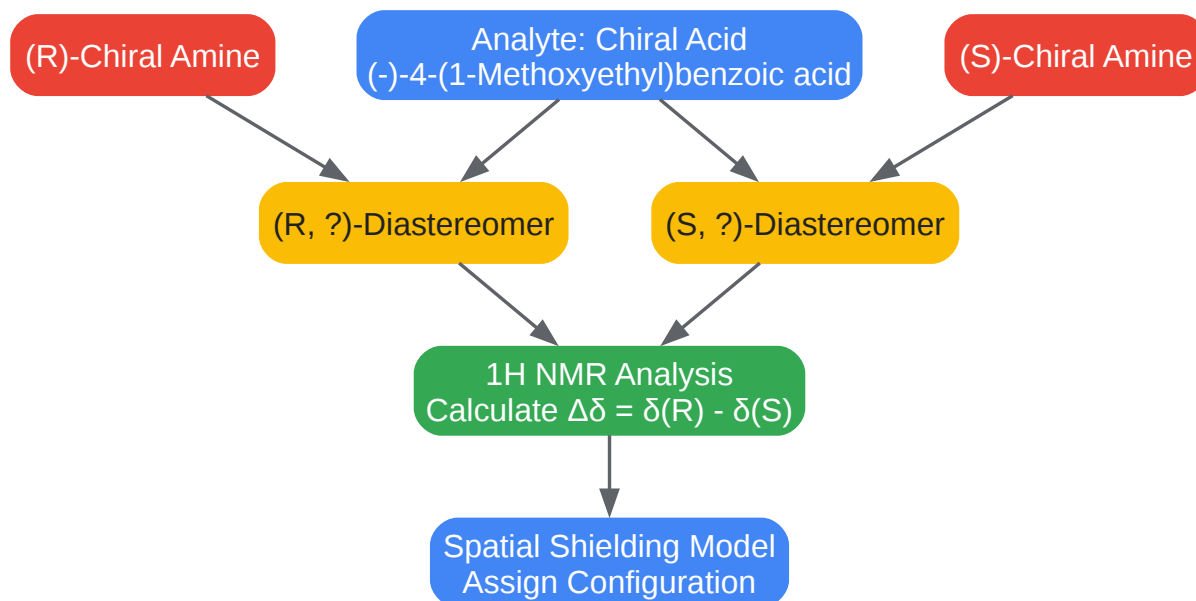 (R)-Chiral Amine
Analyte: Chiral Acid
(-)-4-(1-Methoxyethyl)benzoic acid
(S)-Chiral Amine
(R, ?)-Diastereomer
(S, ?)-Diastereomer
1H NMR Analysis
Calculate Δδ = δ(R) - δ(S)
Spatial Shielding Model
Assign Configuration